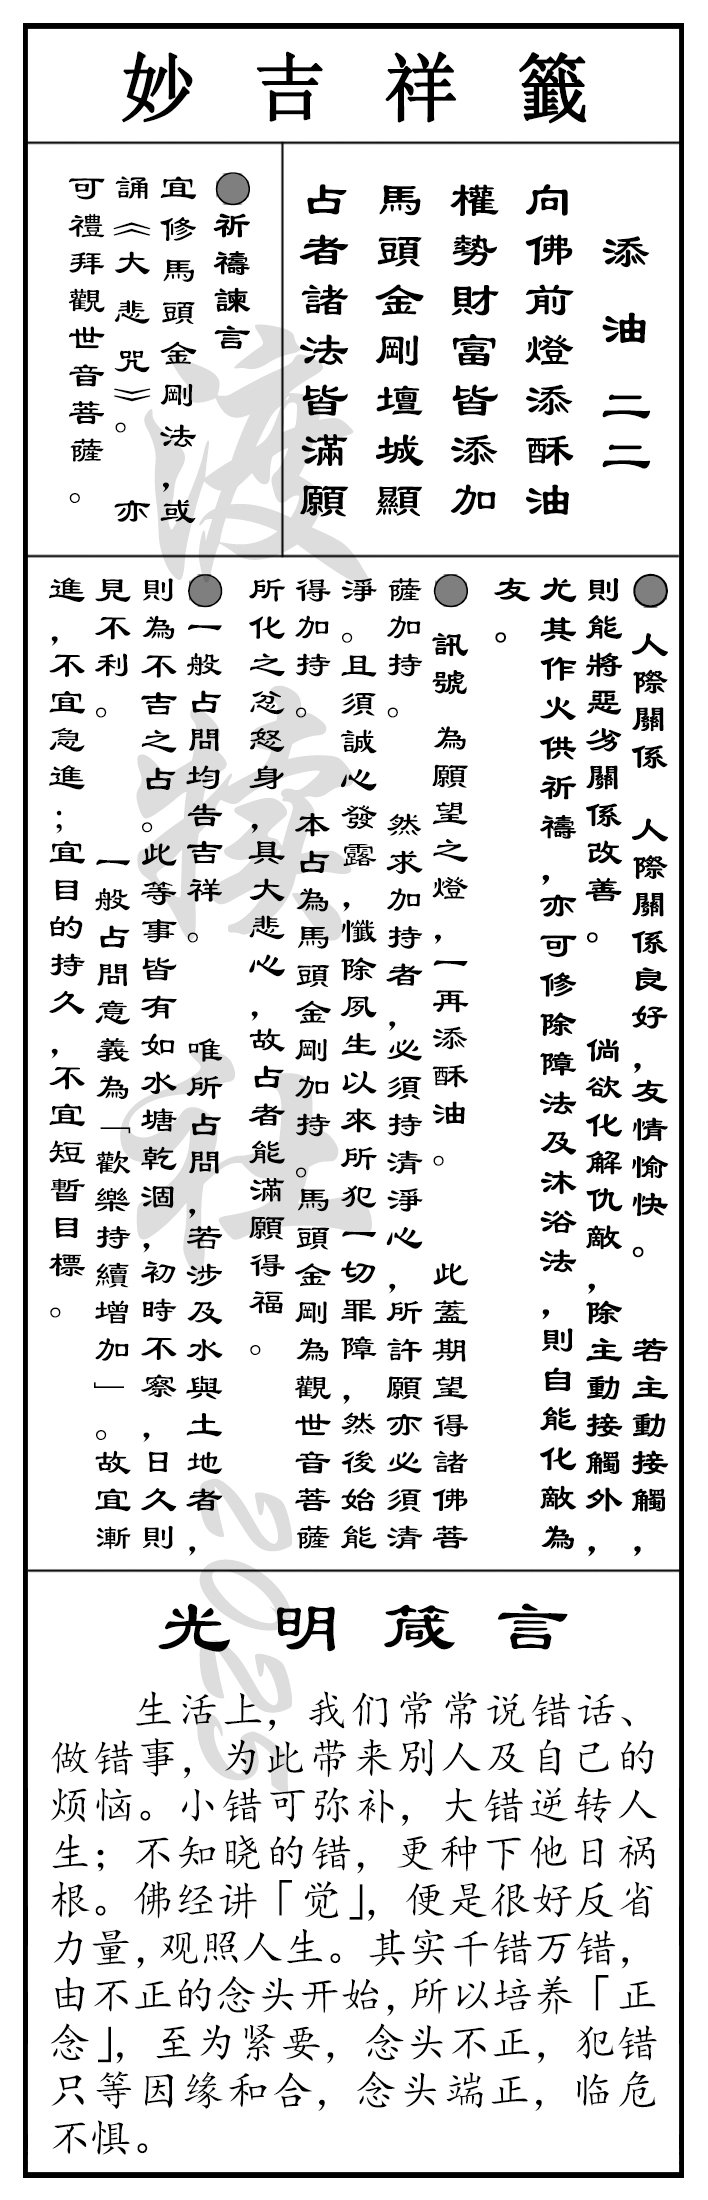 妙吉祥籤
添油 二二
向佛前燈添酥油
權勢財富皆添加
馬頭金剛壇城顯
占者諸法皆滿願
●祈禱諫言
宜修馬頭金剛法，或
誦《大悲咒》。 亦
可禮拜觀世音菩薩。
● 人際關係 人際關係良好，友情愉快。 若主動接觸，
則能將惡劣關係改善。 倘欲化解仇敵，除主動接觸外，
尤其作火供祈禱，亦可修除障法及沐浴法，則自能化敵為
友。
● 訊號 為願望之燈，一再添酥油。 此蓋期望得諸佛菩
薩加持。 然求加持者，必須持清淨心，所許願亦必須清
淨。且須誠心發露，懺除夙生以來所犯一切罪障，然後始能
得加持。 本占為馬頭金剛加持。馬頭金剛為觀世音菩薩
所化之忿怒身，具大悲心，故占者能滿願得福。
●一般占問均告吉祥。 唯所占問，若涉及水與土地者，
則為不吉之占。此等事皆有如水塘乾涸，初時不察，日久則
見不利。 一般占問意義為「歡樂持續增加」。故宜漸
進，不宜急進；宜目的持久，不宜短暫目標。
光明箴言
生活上，我们常常说错话、
做错事，为此带来別人及自己的
烦恼。小错可弥补，大错逆转人
生；不知晓的错，更种下他日祸
根。佛经讲「觉」，便是很好反省
力量，观照人生。其实千错万错，
由不正的念头开始，所以培养「正
念」，至为紧要，念头不正，犯错
只等因缘和合，念头端正，临危
不惧。
渡犢社 2025